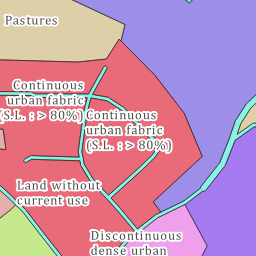 Pastures
Continuous
urban fabric
(S.L. : > 80%)
Continuous
urban fabric
(S.L. : > 80%)
Land without
current use
Discontinuous
dense urban